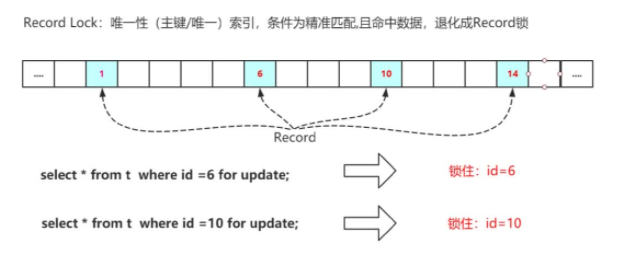 Record Lock：唯一性（主键/唯一）索引，条件为精准匹配,且命中数据，退化成Record锁
.... 1 6 10 14 ....
Record
select * from t where id =6 for update;
锁住：id=6
select * from t where id =10 for update;
锁住：id=10